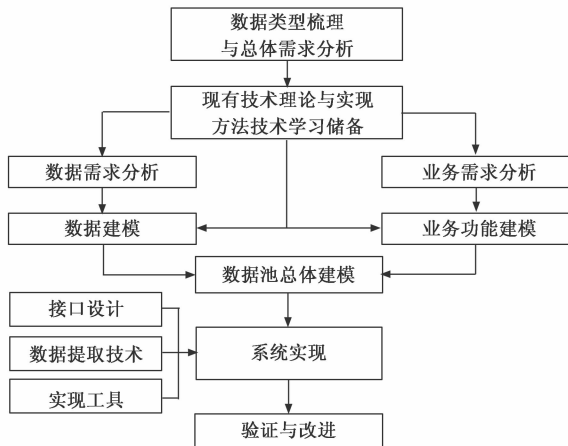 数据类型梳理
与总体需求分析
现有技术理论与实现
方法技术学习储备
数据需求分析
业务需求分析
数据建模
业务功能建模
数据池总体建模
接口设计
数据提取技术
系统实现
实现工具
验证与改进